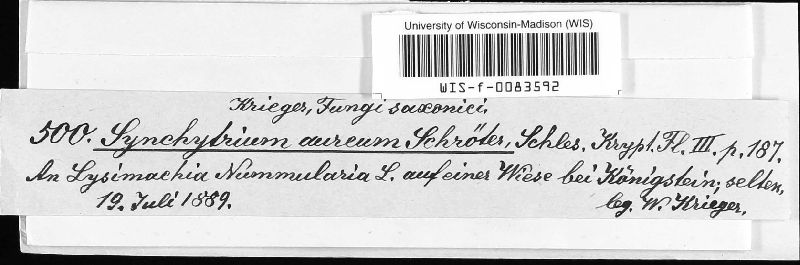 University of Wisconsin-Madison (WIS)
WIS-f-0083592
Krieger, Fungi saxonici.
500. Synchytrium aureum Schröter, Schles. Krypt. Fl. III. p. 187.
An Lysimachia Nummularia L. auf einer Wiese bei Königstein; selten,
19. Juli 1889. leg. W. Krieger.